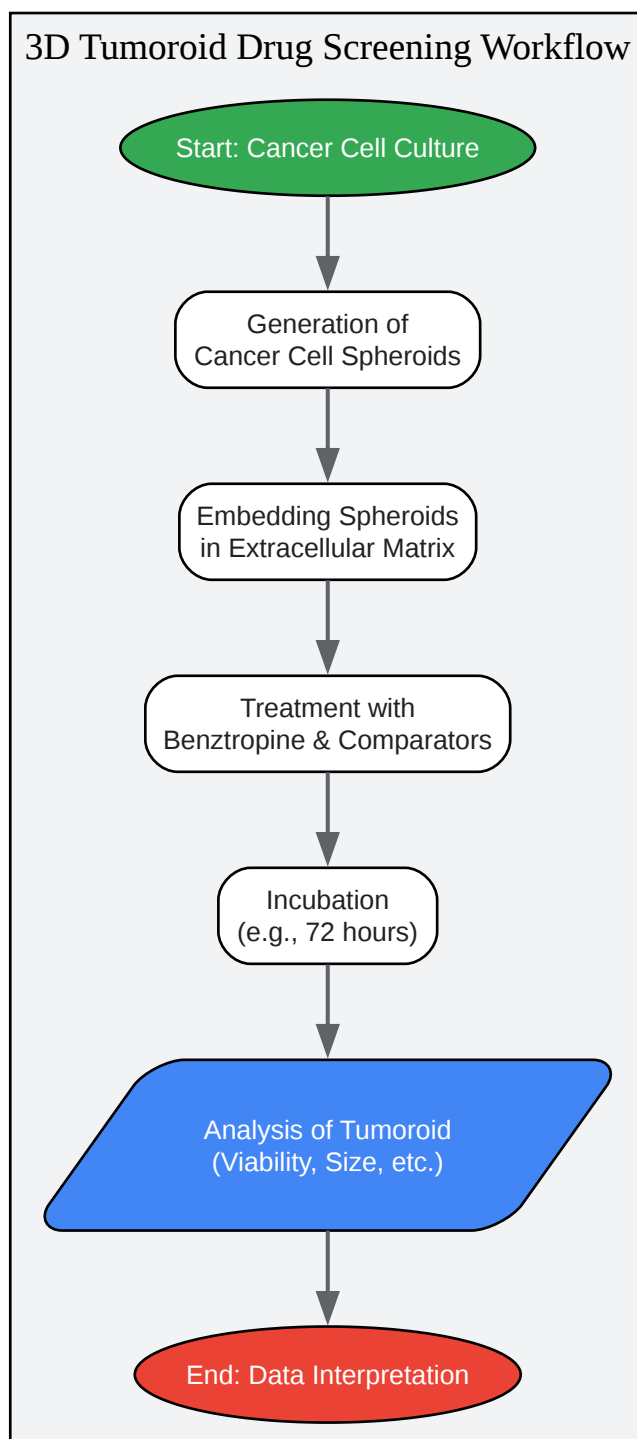 3D Tumoroid Drug Screening Workflow
Start: Cancer Cell Culture
Generation of
Cancer Cell Spheroids
Embedding Spheroids
in Extracellular Matrix
Treatment with
Benztropine & Comparators
Incubation
(e.g., 72 hours)
Analysis of Tumoroid
(Viability, Size, etc.)
End: Data Interpretation